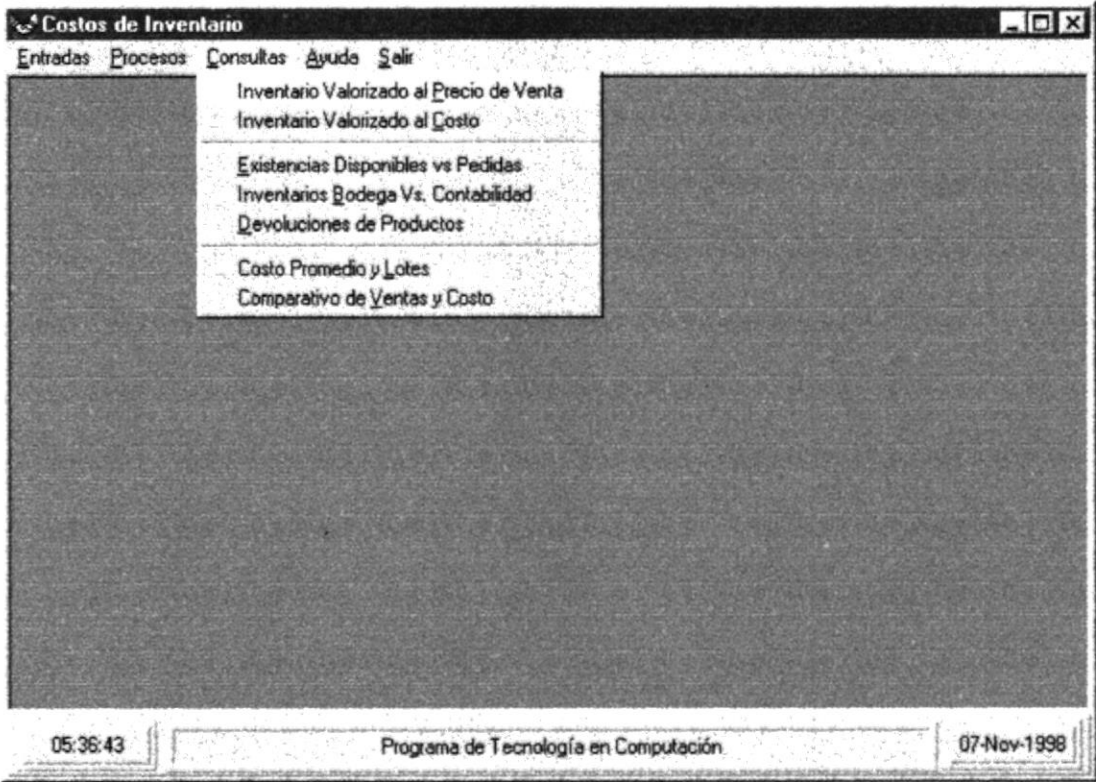 Costos de Inventario
Entradas Procesos Consultas Ayuda Salir
Inventario Valorizado al Precio de Venta
Inventario Valorizado al Costo
Existencias Disponibles vs Pedidas
Inventarios Bodega Vs. Contabilidad
Devoluciones de Productos
Costo Promedio y Lotes
Comparativo de Ventas y Costo
05:36:43 Programa de Tecnología en Computación 07-Nov-1998